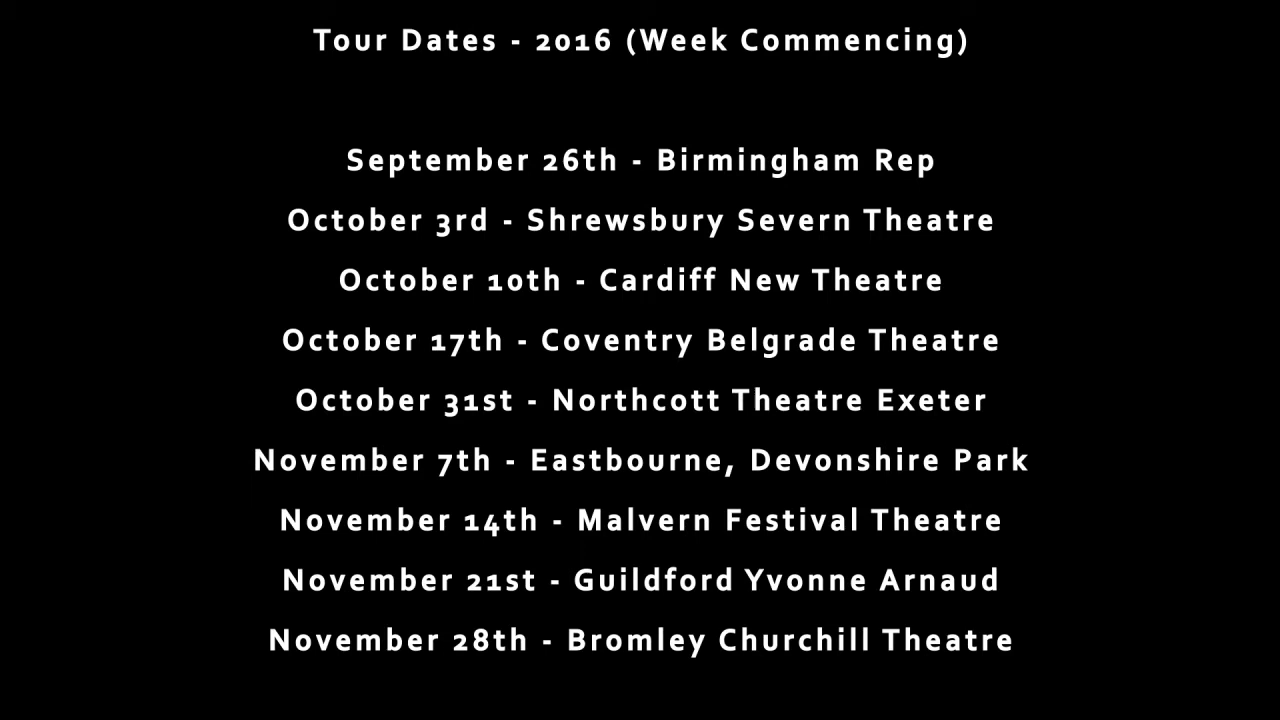 Tour Dates - 2016 (Week Commencing)
September 26th - Birmingham Rep
October 3rd - Shrewsbury Severn Theatre
October 10th - Cardiff New Theatre
October 17th - Coventry Belgrade Theatre
October 31st - Northcott Theatre Exeter
November 7th - Eastbourne, Devonshire Park
November 14th - Malvern Festival Theatre
November 21st - Guildford Yvonne Arnaud
November 28th - Bromley Churchill Theatre